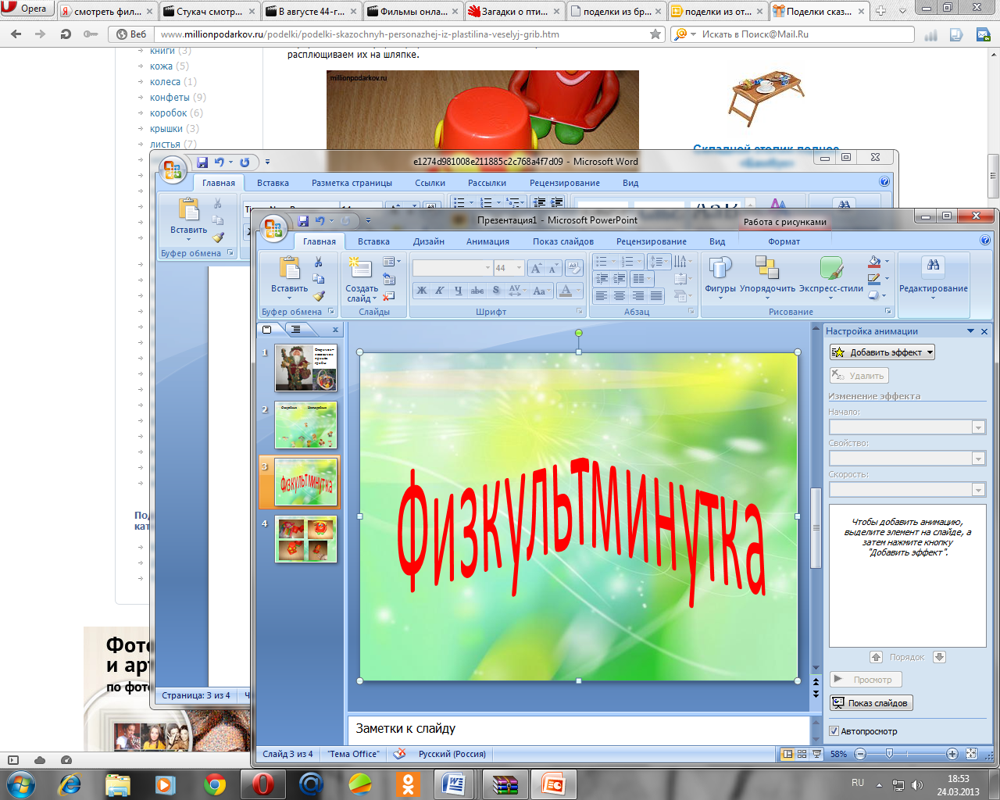 Opera
смотреть фил...
Стукач смотр...
В августе 44-г...
Фильмы онла...
Загадки о пти...
поделки из бр...
поделки из от...
Поделки сказ...
Веб
www.millionpodarkov.ru/podelki/podelki-skazochnyh-personazhej-iz-plastilina-veselyj-grib.htm
Искать в Поиск@Mail.Ru
книги (3)
кожа (5)
колеса (1)
конфеты (9)
коробок (6)
крышки (3)
листья (7)
расплющиваем их на шляпке.
millionpodarkov.ru
e1274d981008e211885c2c768a4f7d09 - Microsoft Word
Главная Вставка Разметка страницы Ссылки Рассылки Рецензирование Вид
Вставить
Буфер обмена
Презентация1 - Microsoft PowerPoint
Работа с рисунками
Главная Вставка Дизайн Анимация Показ слайдов Рецензирование Вид Формат
Вставить
Буфер обмена
Создать слайд
Слайды
44
Ж К Ч abc S AV Aa A
Шрифт
Абзац
Фигуры Упорядочить Экспресс-стили
Рисование
Редактирование
1
2
3
Физкультминутка
4
Физкультминутка
Настройка анимации
Добавить эффект
Удалить
Изменение эффекта
Начало:
Свойство:
Скорость:
Чтобы добавить анимацию,
выделите элемент на слайде, а
затем нажмите кнопку
"Добавить эффект".
Порядок
Просмотр
Показ слайдов
Автопросмотр
Под
кат
Фото
и ар
по фото
Страница: 3 из 4
Заметки к слайду
Слайд 3 из 4
"Тема Office"
Русский (Россия)
58%
RU
18:53
24.03.2013